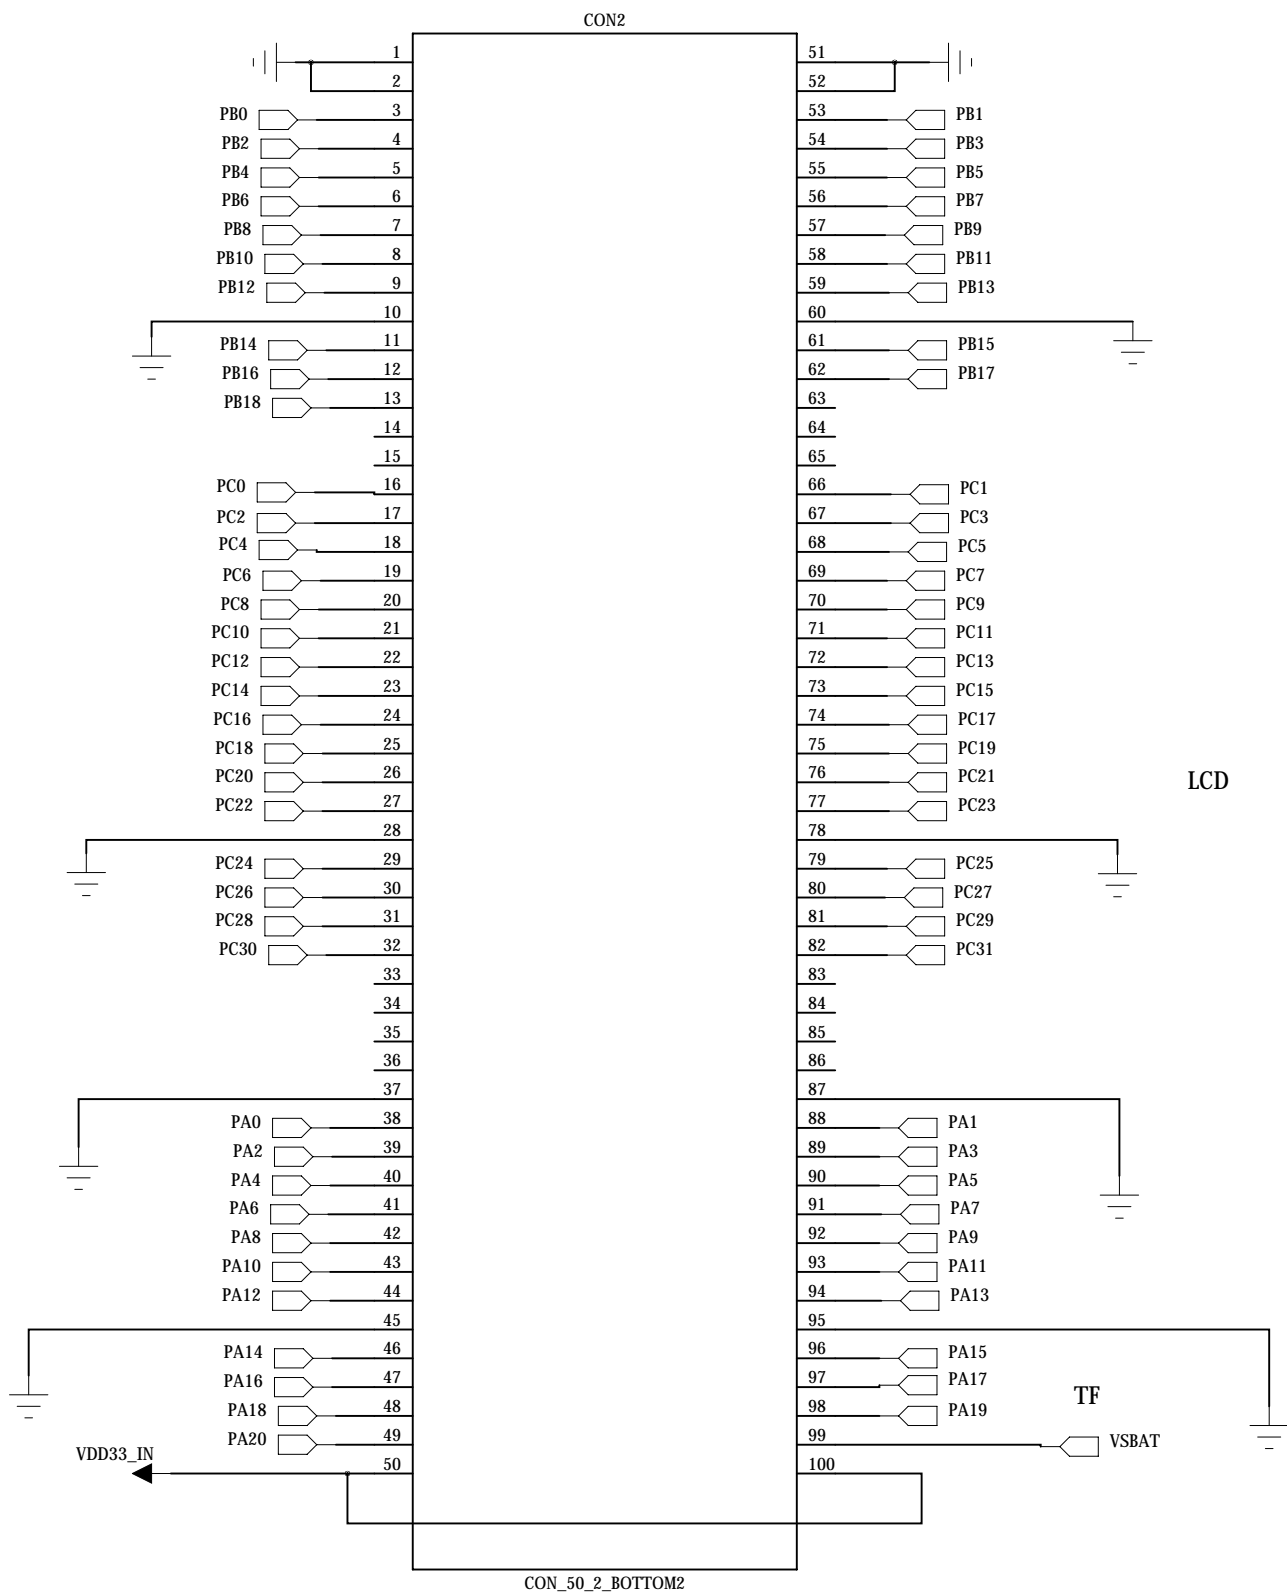 CON2
1 51
2 52
PB0 3 53 PB1
PB2 4 54 PB3
PB4 5 55 PB5
PB6 6 56 PB7
PB8 7 57 PB9
PB10 8 58 PB11
PB12 9 59 PB13
10 60
PB14 11 61 PB15
PB16 12 62 PB17
PB18 13 63
14 64
15 65
PC0 16 66 PC1
PC2 17 67 PC3
PC4 18 68 PC5
PC6 19 69 PC7
PC8 20 70 PC9
PC10 21 71 PC11
PC12 22 72 PC13
PC14 23 73 PC15
PC16 24 74 PC17
PC18 25 75 PC19
PC20 26 76 PC21
LCD
PC22 27 77 PC23
28 78
PC24 29 79 PC25
PC26 30 80 PC27
PC28 31 81 PC29
PC30 32 82 PC31
33 83
34 84
35 85
36 86
37 87
PA0 38 88 PA1
PA2 39 89 PA3
PA4 40 90 PA5
PA6 41 91 PA7
PA8 42 92 PA9
PA10 43 93 PA11
PA12 44 94 PA13
45 95
PA14 46 96 PA15
PA16 47 97 PA17
TF
PA18 48 98 PA19
PA20 49 99 VSBAT
VDD33_IN
50 100
CON_50_2_BOTTOM2